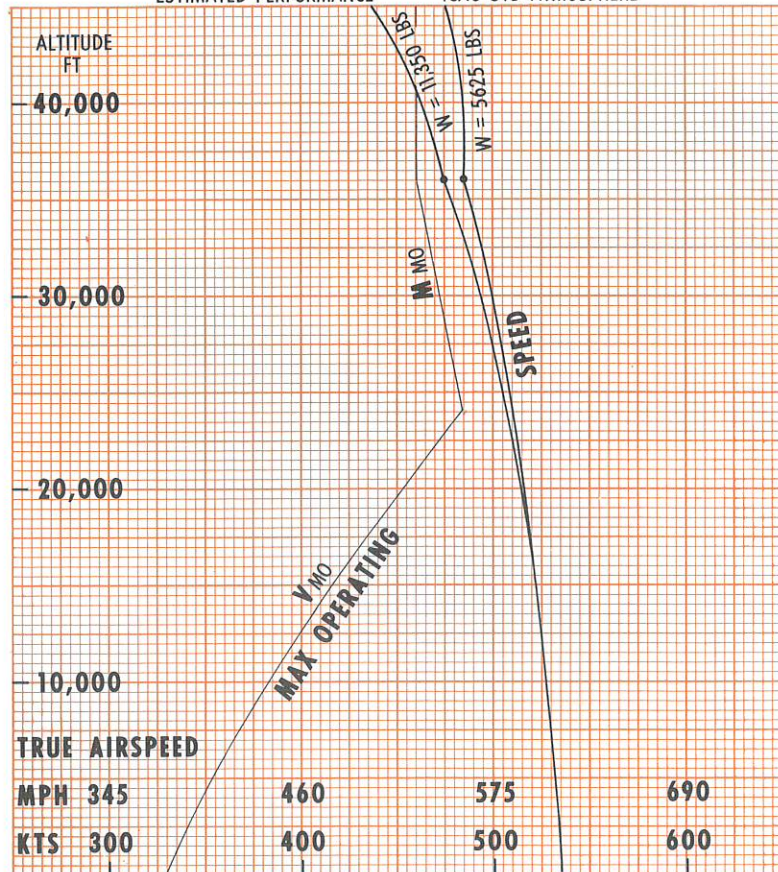 ALTITUDE
FT
40,000
W = 11,350 LBS
W = 5625 LBS
M MO
30,000
SPEED
20,000
V MO
MAX OPERATING
10,000
TRUE AIRSPEED
MPH 345 460 575 690
KTS 300 400 500 600